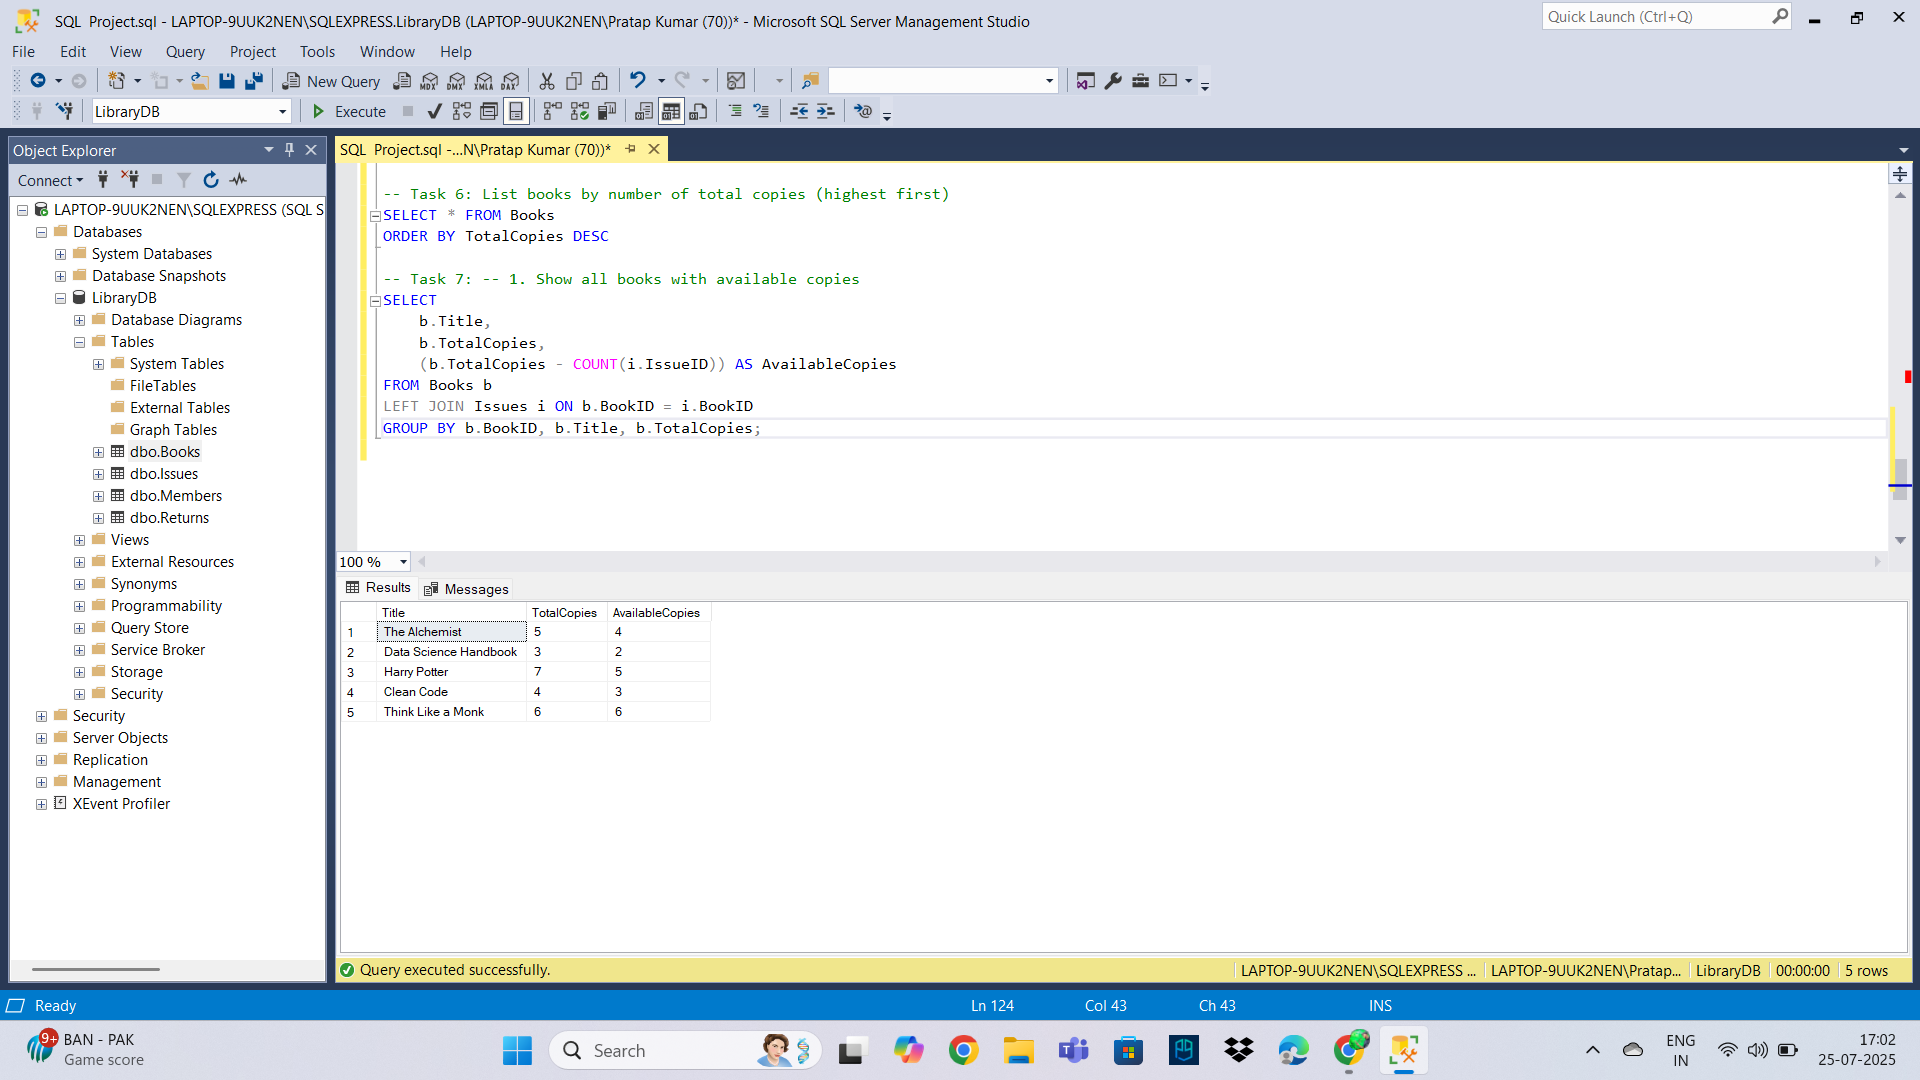 SQL Project.sql - LAPTOP-9UUK2NEN\SQLEXPRESS.LibraryDB (LAPTOP-9UUK2NEN\Pratap Kumar (70))* - Microsoft SQL Server Management Studio
Quick Launch (Ctrl+Q)
File Edit View Query Project Tools Window Help
New Query MDX DMX XMLA DAX
LibraryDB Execute
Object Explorer
SQL Project.sql -...N\Pratap Kumar (70))*
Connect
LAPTOP-9UUK2NEN\SQLEXPRESS (SQL S
Databases
System Databases
Database Snapshots
LibraryDB
Database Diagrams
Tables
System Tables
FileTables
External Tables
Graph Tables
dbo.Books
dbo.Issues
dbo.Members
dbo.Returns
Views
External Resources
Synonyms
Programmability
Query Store
Service Broker
Storage
Security
Security
Server Objects
Replication
Management
XEvent Profiler
-- Task 6: List books by number of total copies (highest first)
SELECT * FROM Books
ORDER BY TotalCopies DESC
-- Task 7: -- 1. Show all books with available copies
SELECT
b.Title,
b.TotalCopies,
(b.TotalCopies - COUNT(i.IssueID)) AS AvailableCopies
FROM Books b
LEFT JOIN Issues i ON b.BookID = i.BookID
GROUP BY b.BookID, b.Title, b.TotalCopies;
100 %
Results Messages
Title TotalCopies AvailableCopies
1 The Alchemist 5 4
2 Data Science Handbook 3 2
3 Harry Potter 7 5
4 Clean Code 4 3
5 Think Like a Monk 6 6
Query executed successfully. LAPTOP-9UUK2NEN\SQLEXPRESS ... LAPTOP-9UUK2NEN\Pratap... LibraryDB 00:00:00 5 rows
Ready Ln 124 Col 43 Ch 43 INS
9+ BAN - PAK
Game score
Search
ENG
IN
17:02
25-07-2025